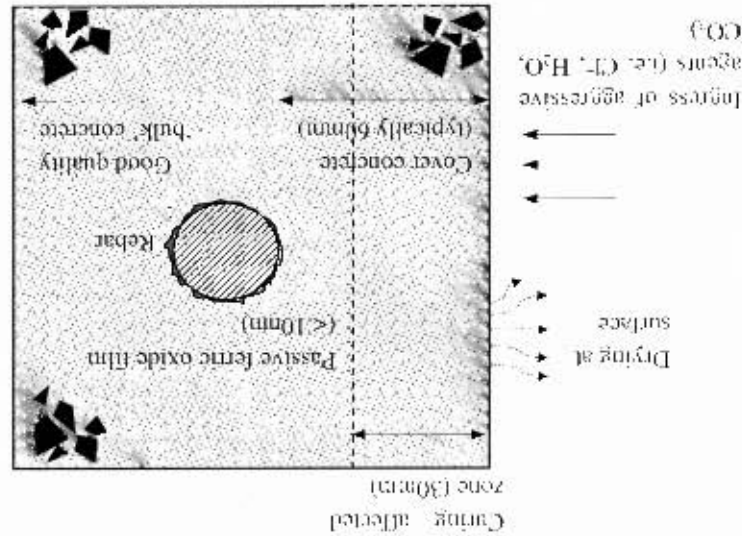 Curing affected
zone (30mm)
Drying at
surface
Passive ferric oxide film
(<10nm)
Rebar
Ingress of aggressive
agents (i.e. Cl⁻, H₂O,
CO₂)
Cover concrete
(typically 60mm)
Good quality
'bulk' concrete